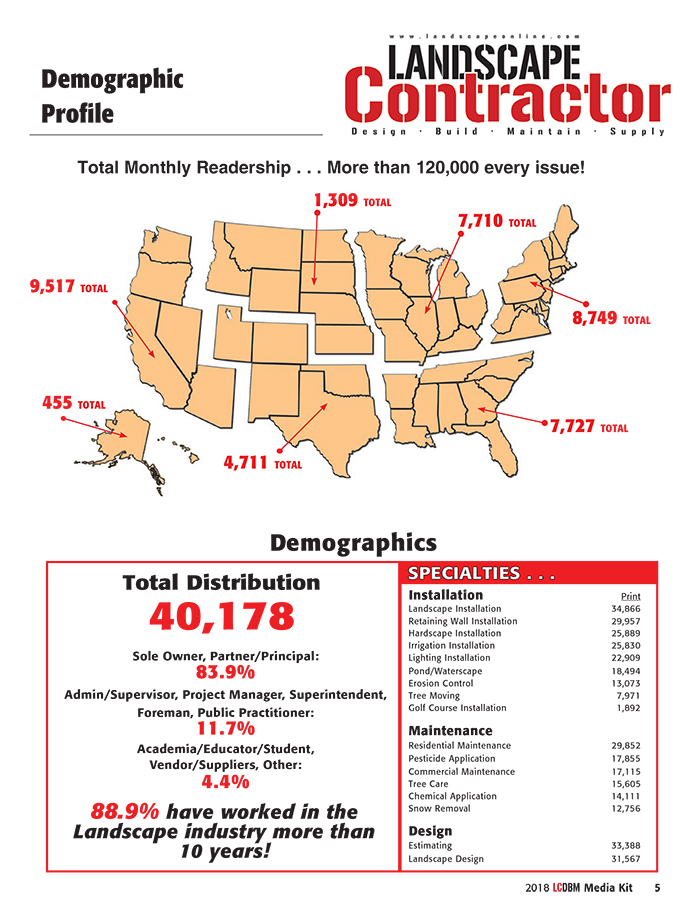 www.landscapeonline.com
LANDSCAPE
Contractor
Design · Build · Maintain · Supply
Demographic
Profile
Total Monthly Readership . . . More than 120,000 every issue!
1,309 TOTAL
7,710 TOTAL
9,517 TOTAL
8,749 TOTAL
455 TOTAL
7,727 TOTAL
4,711 TOTAL
Demographics
Total Distribution
40,178
Sole Owner, Partner/Principal:
83.9%
Admin/Supervisor, Project Manager, Superintendent,
Foreman, Public Practitioner:
11.7%
Academia/Educator/Student,
Vendor/Suppliers, Other:
4.4%
88.9% have worked in the
Landscape industry more than
10 years!
SPECIALTIES . . .
Installation Print
Landscape Installation 34,866
Retaining Wall Installation 29,957
Hardscape Installation 25,889
Irrigation Installation 25,830
Lighting Installation 22,909
Pond/Waterscape 18,494
Erosion Control 13,073
Tree Moving 7,971
Golf Course Installation 1,892
Maintenance
Residential Maintenance 29,852
Pesticide Application 17,855
Commercial Maintenance 17,115
Tree Care 15,605
Chemical Application 14,111
Snow Removal 12,756
Design
Estimating 33,388
Landscape Design 31,567
2018 LCDBM Media Kit 5